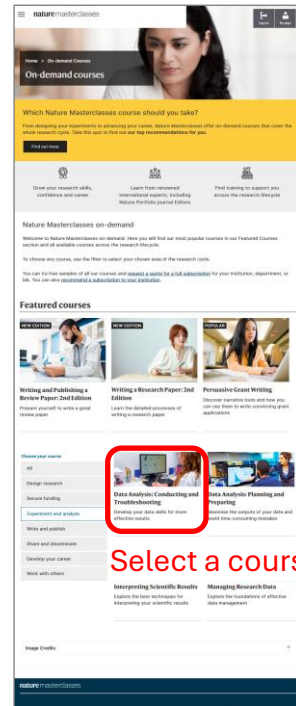 nature masterclasses
Home > On-demand Courses
On-demand courses
Which Nature Masterclasses course should you take?
From designing your experiments to advancing your career, Nature Masterclasses offer on-demand courses that cover the
whole research cycle. Take this quiz to find out our top recommendations for you.
Find out more
Grow your research skills,
confidence and career
Learn from renowned
international experts, including
Nature Portfolio journal Editors
Find training to support you
across the research lifecycle
Nature Masterclasses on-demand
Welcome to Nature Masterclasses on-demand. Here you will find our most popular courses in our Featured Courses
section and all available courses across the research lifecycle.
To choose any course, use the filter to select your chosen area of the research cycle.
You can try free samples of all our courses and request a quote for a full subscription for your institution, department, or
lab. You can also recommend a subscription to your institution.
Featured courses
NEW EDITION
NEW EDITION
POPULAR
Writing and Publishing a
Review Paper: 2nd Edition
Prepare yourself to write a great
review paper
Writing a Research Paper: 2nd
Edition
Learn the detailed processes of
writing a research paper
Persuasive Grant Writing
Discover narrative tools and how you
can use them to write convincing grant
applications
Choose your course
All
Design research
Secure funding
Experiment and analyse
Write and publish
Share and disseminate
Develop your career
Work with others
Data Analysis: Conducting and
Troubleshooting
Develop your data skills for more
effective results
Data Analysis: Planning and
Preparing
Maximise the outputs of your data and
avoid time-consuming mistakes
Select a cours
Interpreting Scientific Results
Explore the best techniques for
interpreting your scientific results
Managing Research Data
Explore the foundations of effective
data management
Image Credits
nature masterclasses